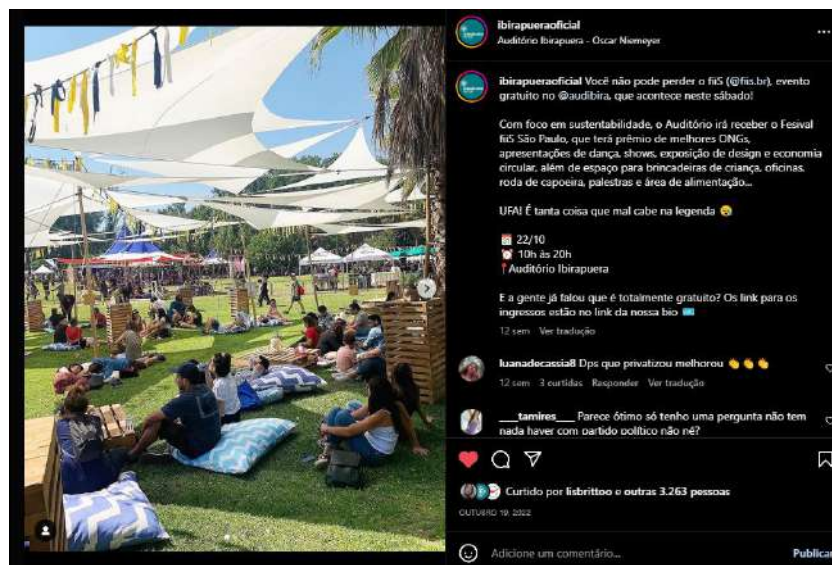 ibirapueraoficial
Auditório Ibirapuera - Oscar Niemeyer
ibirapueraoficial Você não pode perder o fiiS (@fiis.br), evento
gratuito no @audibira, que acontece neste sábado!
Com foco em sustentabilidade, o Auditório irá receber o Fesival
fiiS São Paulo, que terá prêmio de melhores ONGs,
apresentações de dança, shows, exposição de design e economia
circular, além de espaço para brincadeiras de criança, oficinas,
roda de capoeira, palestras e área de alimentação...
UFA! É tanta coisa que mal cabe na legenda 😪
📅 22/10
⏰ 10h às 20h
📍Auditório Ibirapuera
E a gente já falou que é totalmente gratuito? Os link para os
ingressos estão no link da nossa bio 🎟️
12 sem Ver tradução
luanadecassia8 Dps que privatizou melhorou 👏👏👏
12 sem 3 curtidas Responder Ver tradução
___tamires___ Parece ótimo só tenho uma pergunta não tem
nada haver com partido político não né?
Curtido por lisbrittoo e outras 3.263 pessoas
OUTUBRO 19, 2022
Adicione um comentário...
Publicar